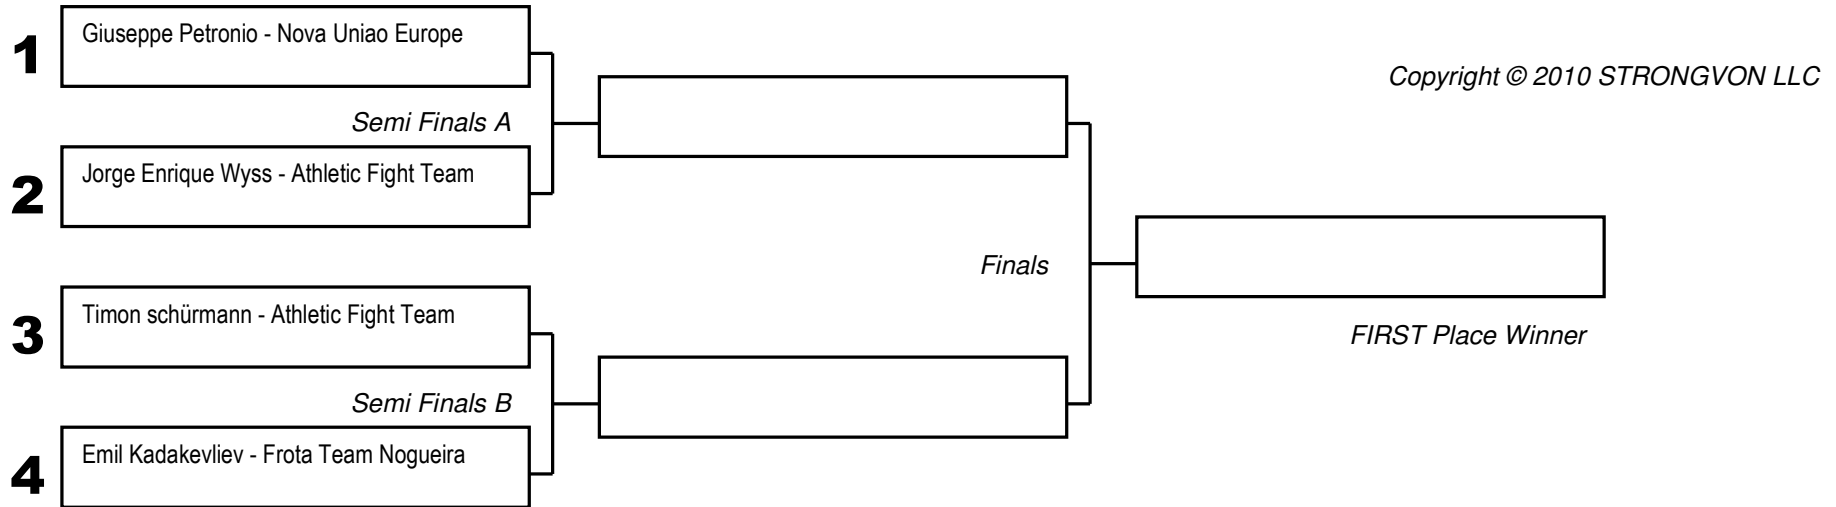 1
Giuseppe Petronio - Nova Uniao Europe
Copyright © 2010 STRONGVON LLC
Semi Finals A
2
Jorge Enrique Wyss - Athletic Fight Team
Finals
3
Timon schürmann - Athletic Fight Team
FIRST Place Winner
Semi Finals B
4
Emil Kadakevliev - Frota Team Nogueira